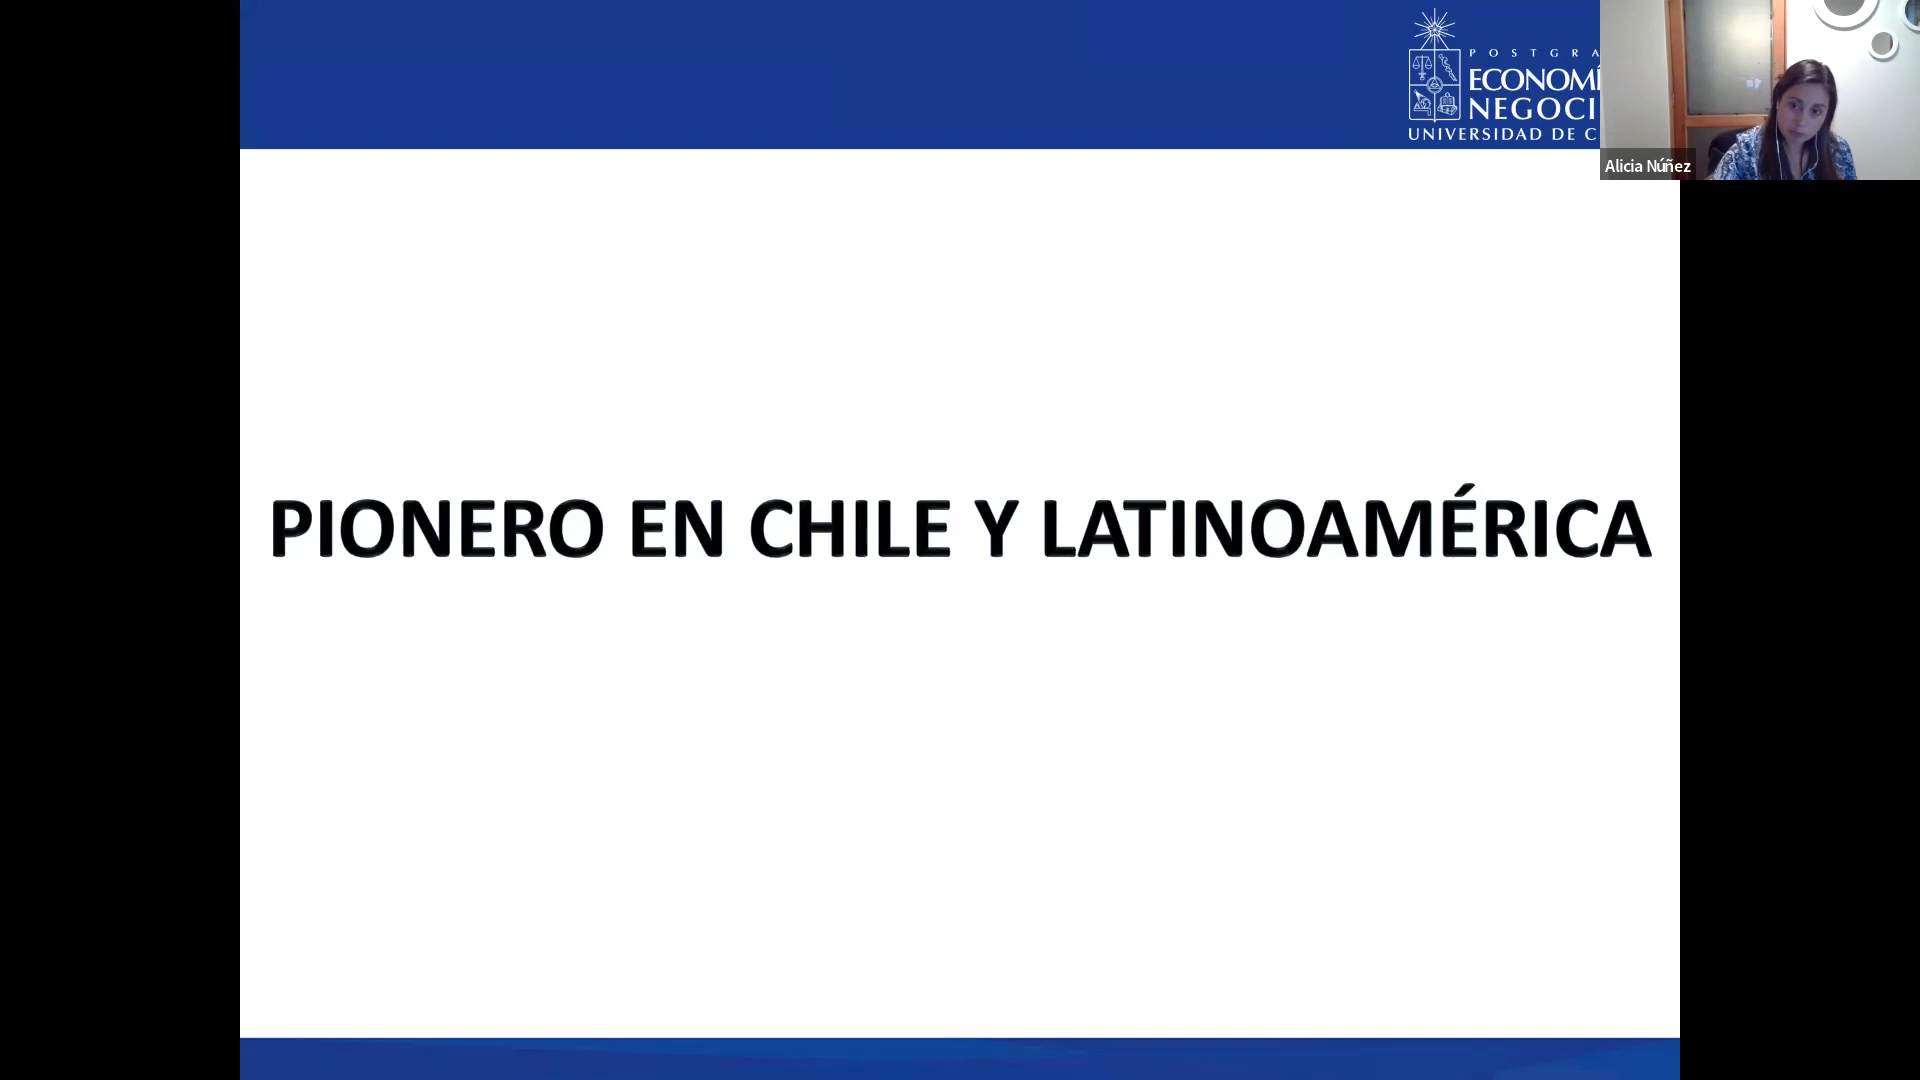 POSTGRA
ECONOMÍ
NEGOCI
UNIVERSIDAD DE C
Alicia Núñez
PIONERO EN CHILE Y LATINOAMÉRICA